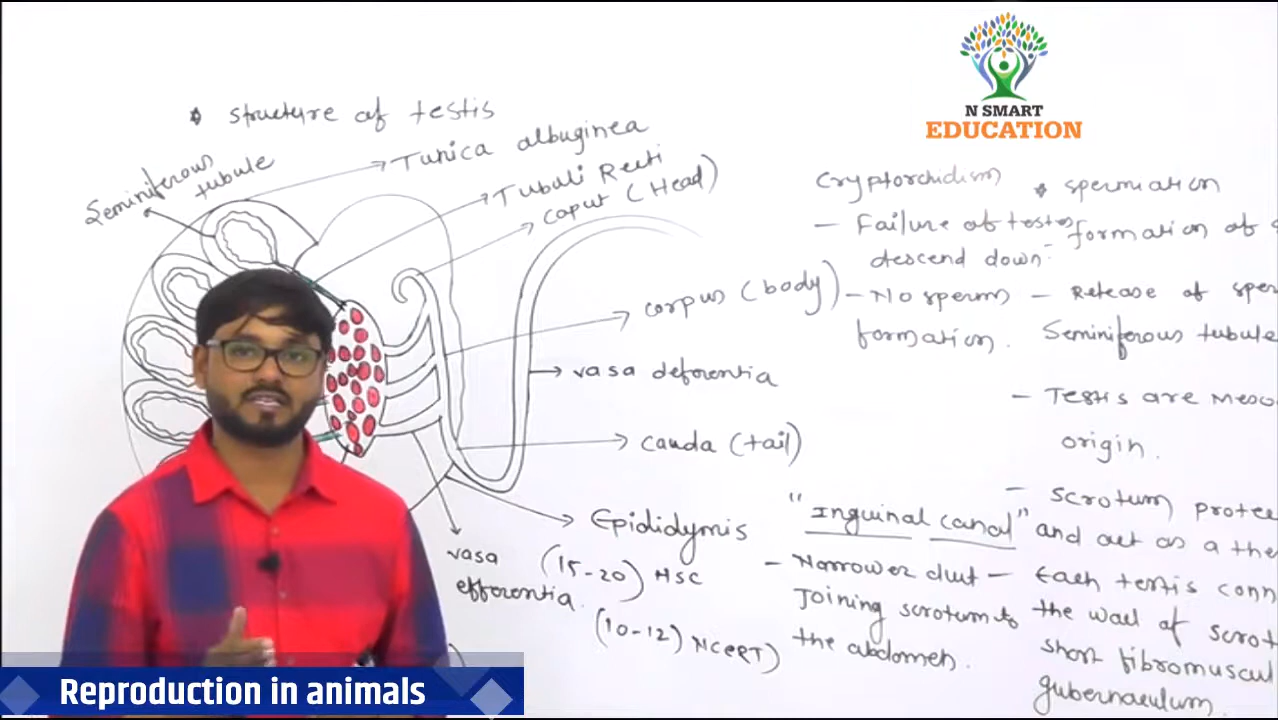 N SMART
EDUCATION
structure of testis
Seminiferous
tubule
Tunica albuginea
Tubuli Recti
caput (Head)
corpus (body)
vasa deferentia
cauda (tail)
Epididymis
vasa
efferentia
(15-20) HSC
(10-12) NCERT)
Cryptorchidism
- Failure of testes
descend down
- No sperms
formation.
"Inguinal canal"
- Narrower duct
Joining scrotum to
the abdomen.
spermiation
formation of s
- Release of sper
Seminiferous tubule
- Testis are meso
origin.
- Scrotum protec
and act as a the
- Each testis conn
the wall of scrot
short fibromuscul
gubernaculum.
Reproduction in animals